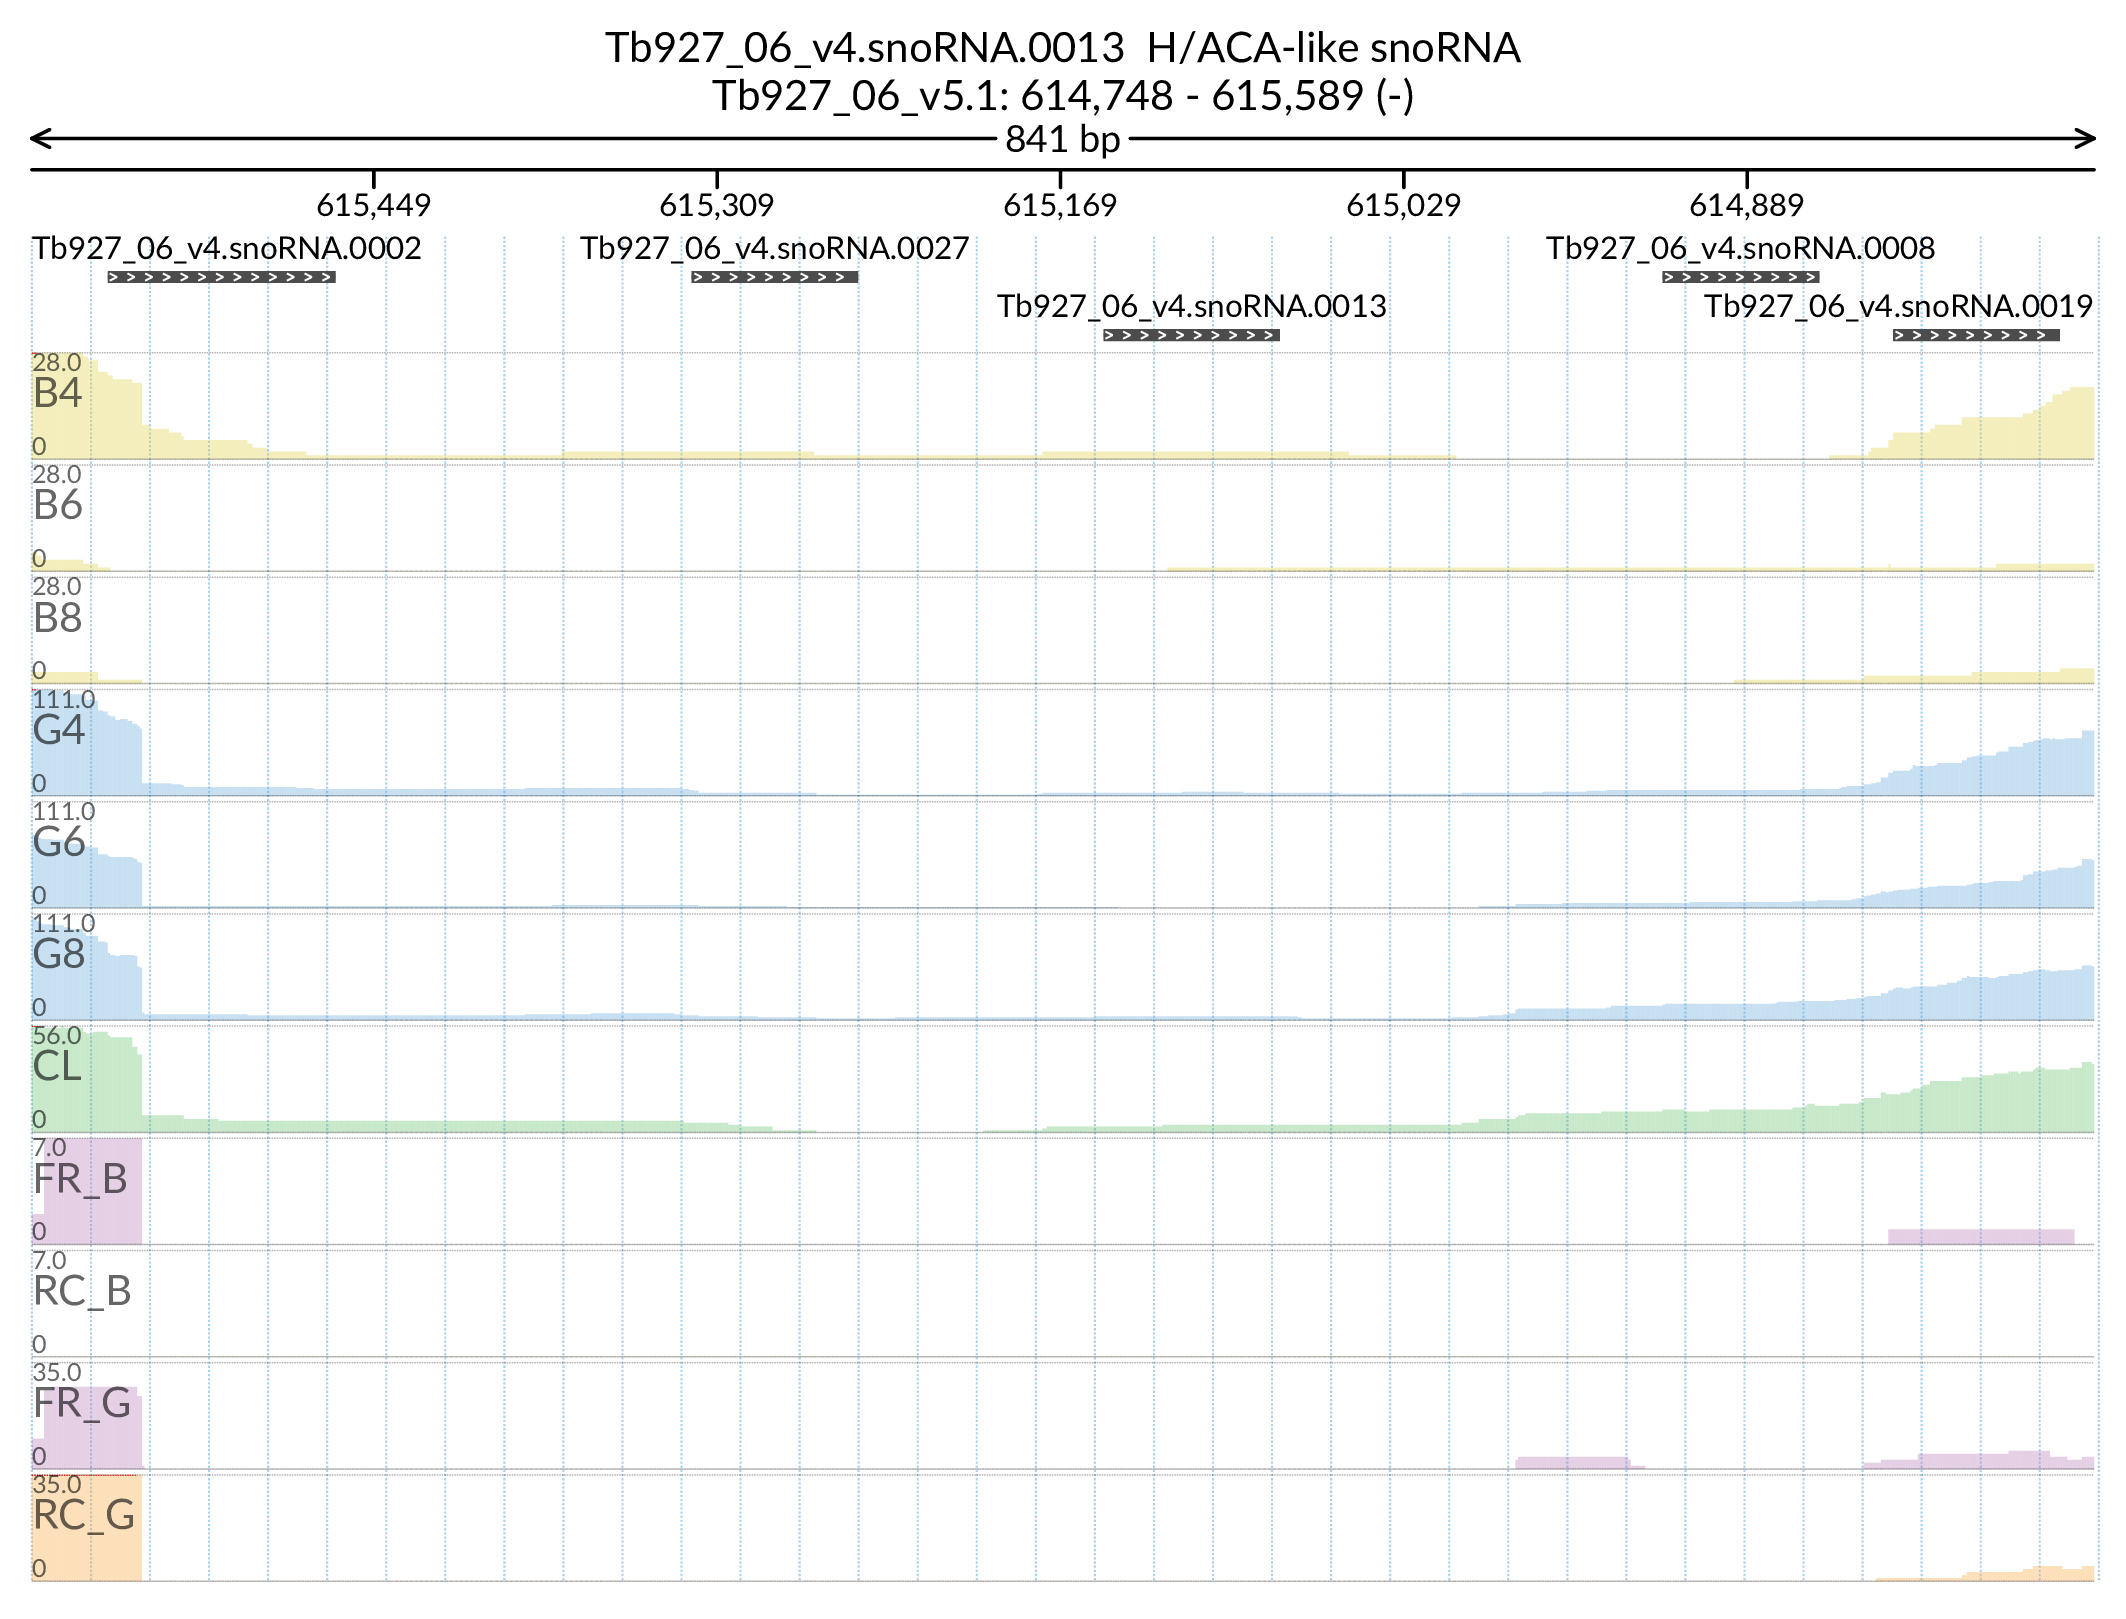 Tb927_06_v4.snoRNA.0013  H/ACA-like snoRNA
Tb927_06_v5.1: 614,748 - 615,589 (-)
841 bp
615,449 615,309 615,169 615,029 614,889
Tb927_06_v4.snoRNA.0002 Tb927_06_v4.snoRNA.0027 Tb927_06_v4.snoRNA.0008
Tb927_06_v4.snoRNA.0013 Tb927_06_v4.snoRNA.0019
28.0
B4
0
28.0
B6
0
28.0
B8
0
111.0
G4
0
111.0
G6
0
111.0
G8
0
56.0
CL
0
7.0
FR_B
0
7.0
RC_B
0
35.0
FR_G
0
35.0
RC_G
0